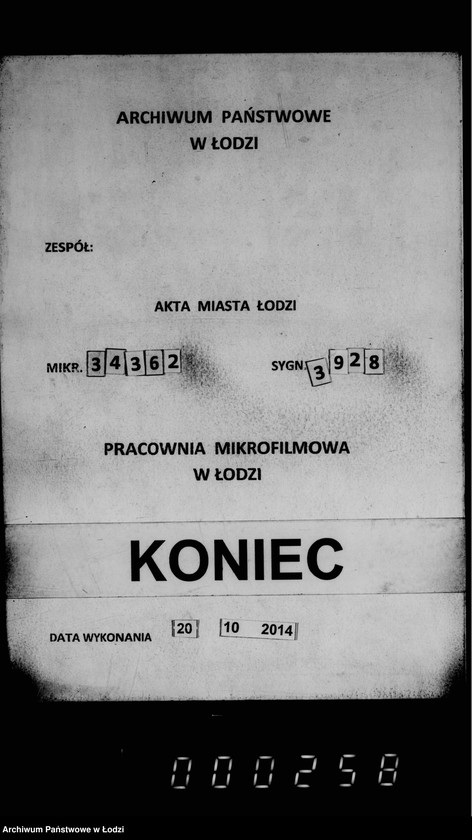 ARCHIWUM PAŃSTWOWE
W ŁODZI
ZESPÓŁ:
AKTA MIASTA ŁODZI
MIKR. 34362 SYGN. 3928
PRACOWNIA MIKROFILMOWA
W ŁODZI
KONIEC
DATA WYKONANIA 20 10 2014
000258
Archiwum Państwowe w Łodzi